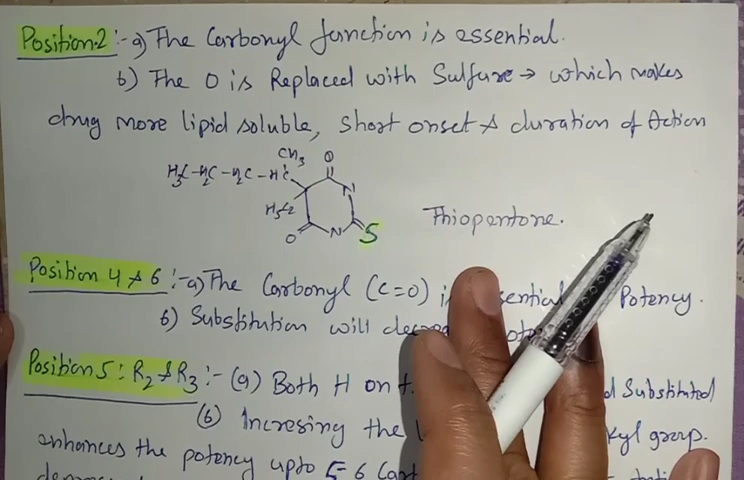 Position.2 :- a) The Carbonyl function is essential.
b) The O is Replaced with Sulfure → which makes
drug more lipid soluble, short onset & duration of Action
CH3 O
H3C-H2C-H2C-HC
N
H5C2
O N S
Thiopentone.
Position 4 & 6 :- a) The Carbonyl (C=O) Potency.
b) Substitution will
Position 5 : R2 & R3 :- (a) Both H on Substituted
(b) Incresing the group.
enhances the potency upto 5-6